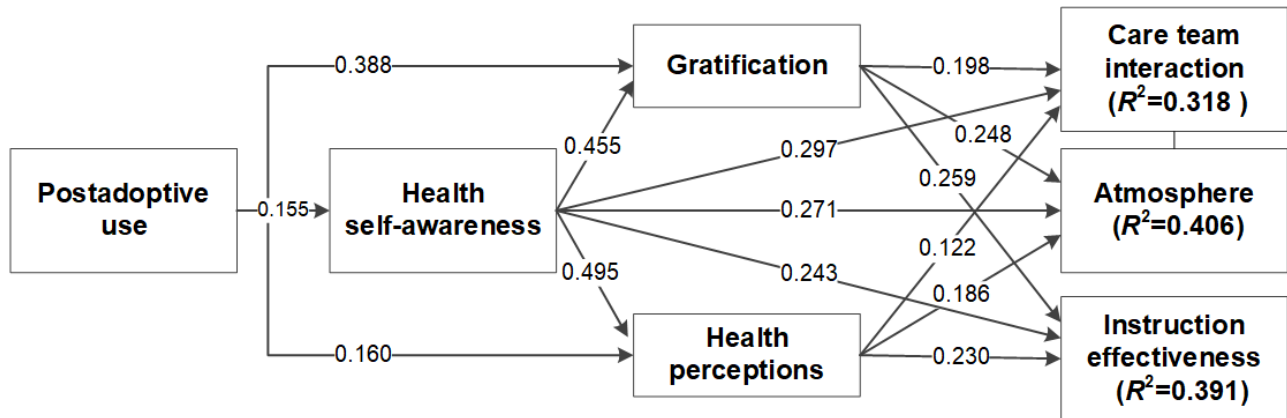 Postadoptive
use
0.388
0.155
0.160
Health
self-awareness
0.455
0.495
Gratification
Health
perceptions
0.198
0.248
0.259
0.297
0.271
0.243
0.122
0.186
0.230
Care team
interaction
(R²=0.318 )
Atmosphere
(R²=0.406)
Instruction
effectiveness
(R²=0.391)